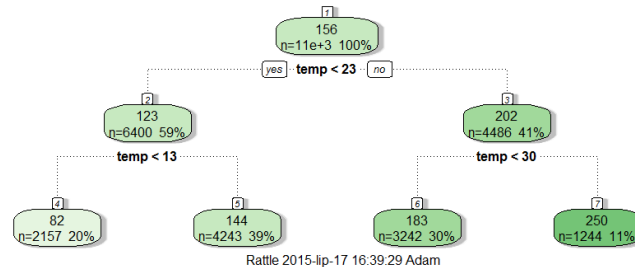 1
156
n=11e+3 100%
yes temp < 23 no
2
123
n=6400 59%
3
202
n=4486 41%
temp < 13
temp < 30
4
82
n=2157 20%
5
144
n=4243 39%
6
183
n=3242 30%
7
250
n=1244 11%
Rattle 2015-lip-17 16:39:29 Adam